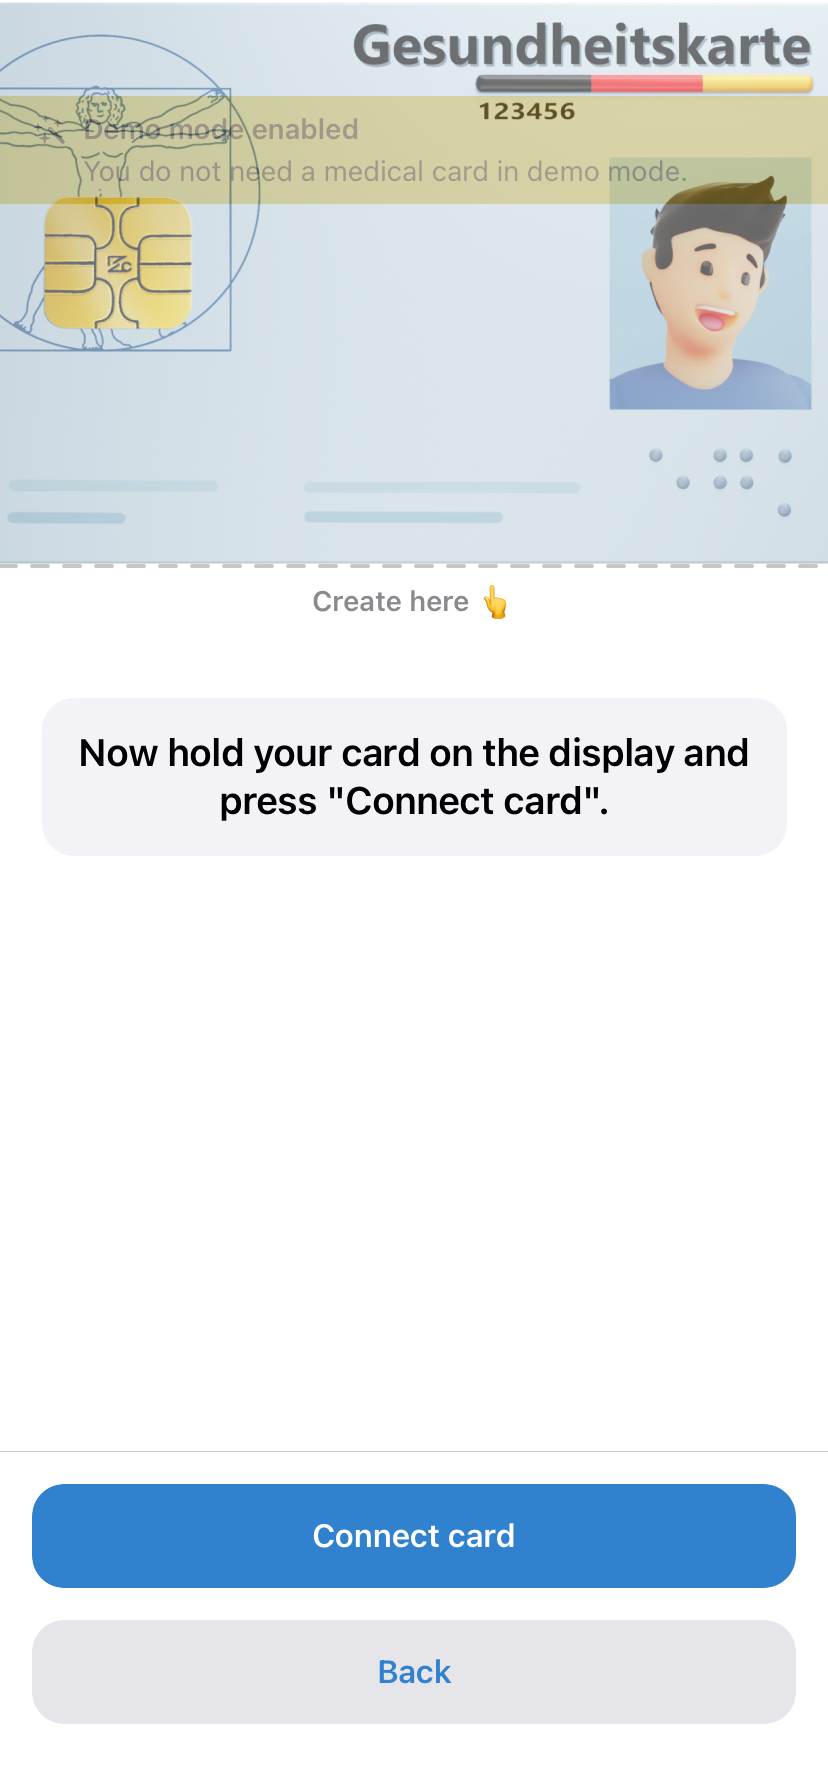 Gesundheitskarte
123456
Demo mode enabled
You do not need a medical card in demo mode.
Create here 👆
Now hold your card on the display and
press "Connect card".
Connect card
Back